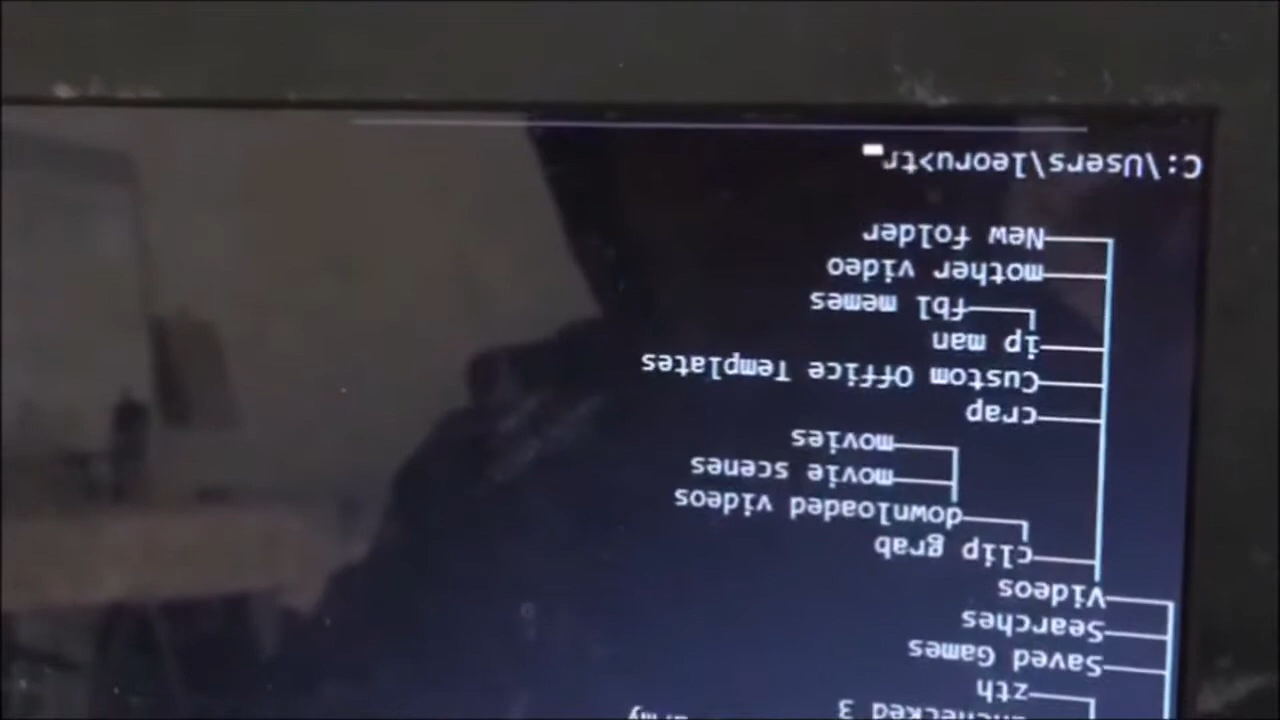 zth
Saved Games
Searches
Videos
clip grab
downloaded videos
movie scenes
movies
crap
Custom Office Templates
ip man
fbl memes
mother video
New folder
C:\Users\leoru>tr